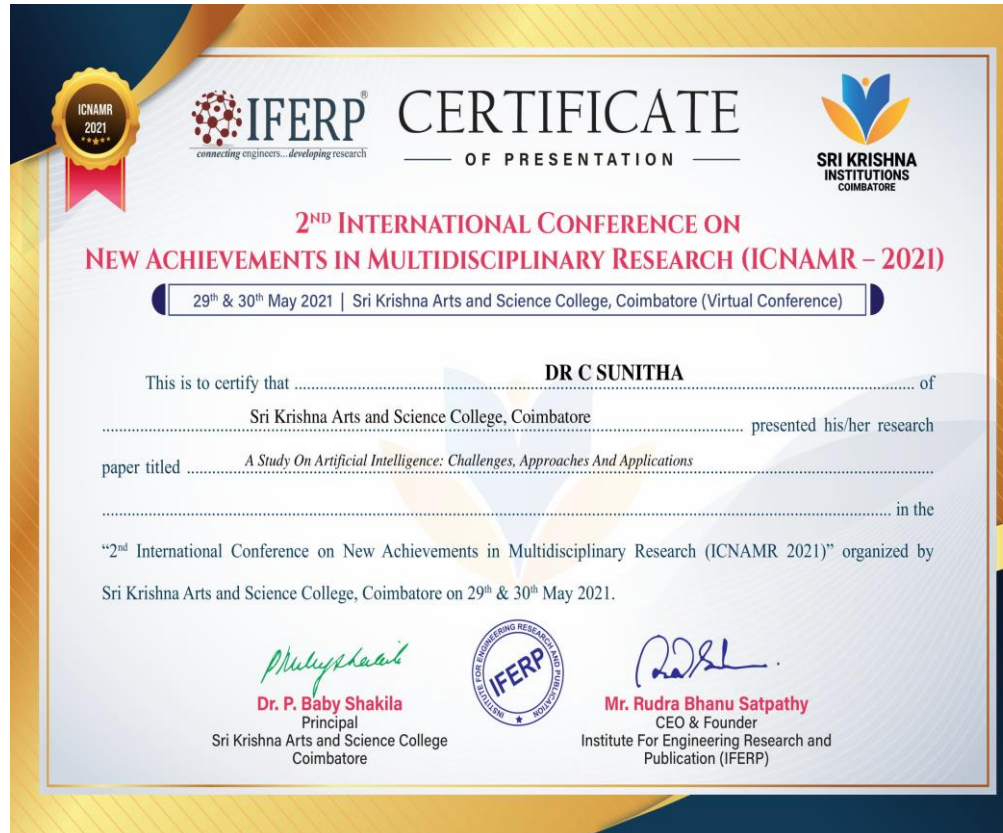 ICNAMR
2021
IFERP®
connecting engineers... developing research
CERTIFICATE
OF PRESENTATION
SRI KRISHNA
INSTITUTIONS
COIMBATORE
2ND INTERNATIONAL CONFERENCE ON
NEW ACHIEVEMENTS IN MULTIDISCIPLINARY RESEARCH (ICNAMR – 2021)
29th & 30th May 2021 | Sri Krishna Arts and Science College, Coimbatore (Virtual Conference)
This is to certify that DR C SUNITHA of
Sri Krishna Arts and Science College, Coimbatore presented his/her research
paper titled A Study On Artificial Intelligence: Challenges, Approaches And Applications
in the
“2nd International Conference on New Achievements in Multidisciplinary Research (ICNAMR 2021)” organized by
Sri Krishna Arts and Science College, Coimbatore on 29th & 30th May 2021.
INSTITUTE FOR ENGINEERING RESEARCH AND PUBLICATION
IFERP
Dr. P. Baby Shakila
Principal
Sri Krishna Arts and Science College
Coimbatore
Mr. Rudra Bhanu Satpathy
CEO & Founder
Institute For Engineering Research and
Publication (IFERP)